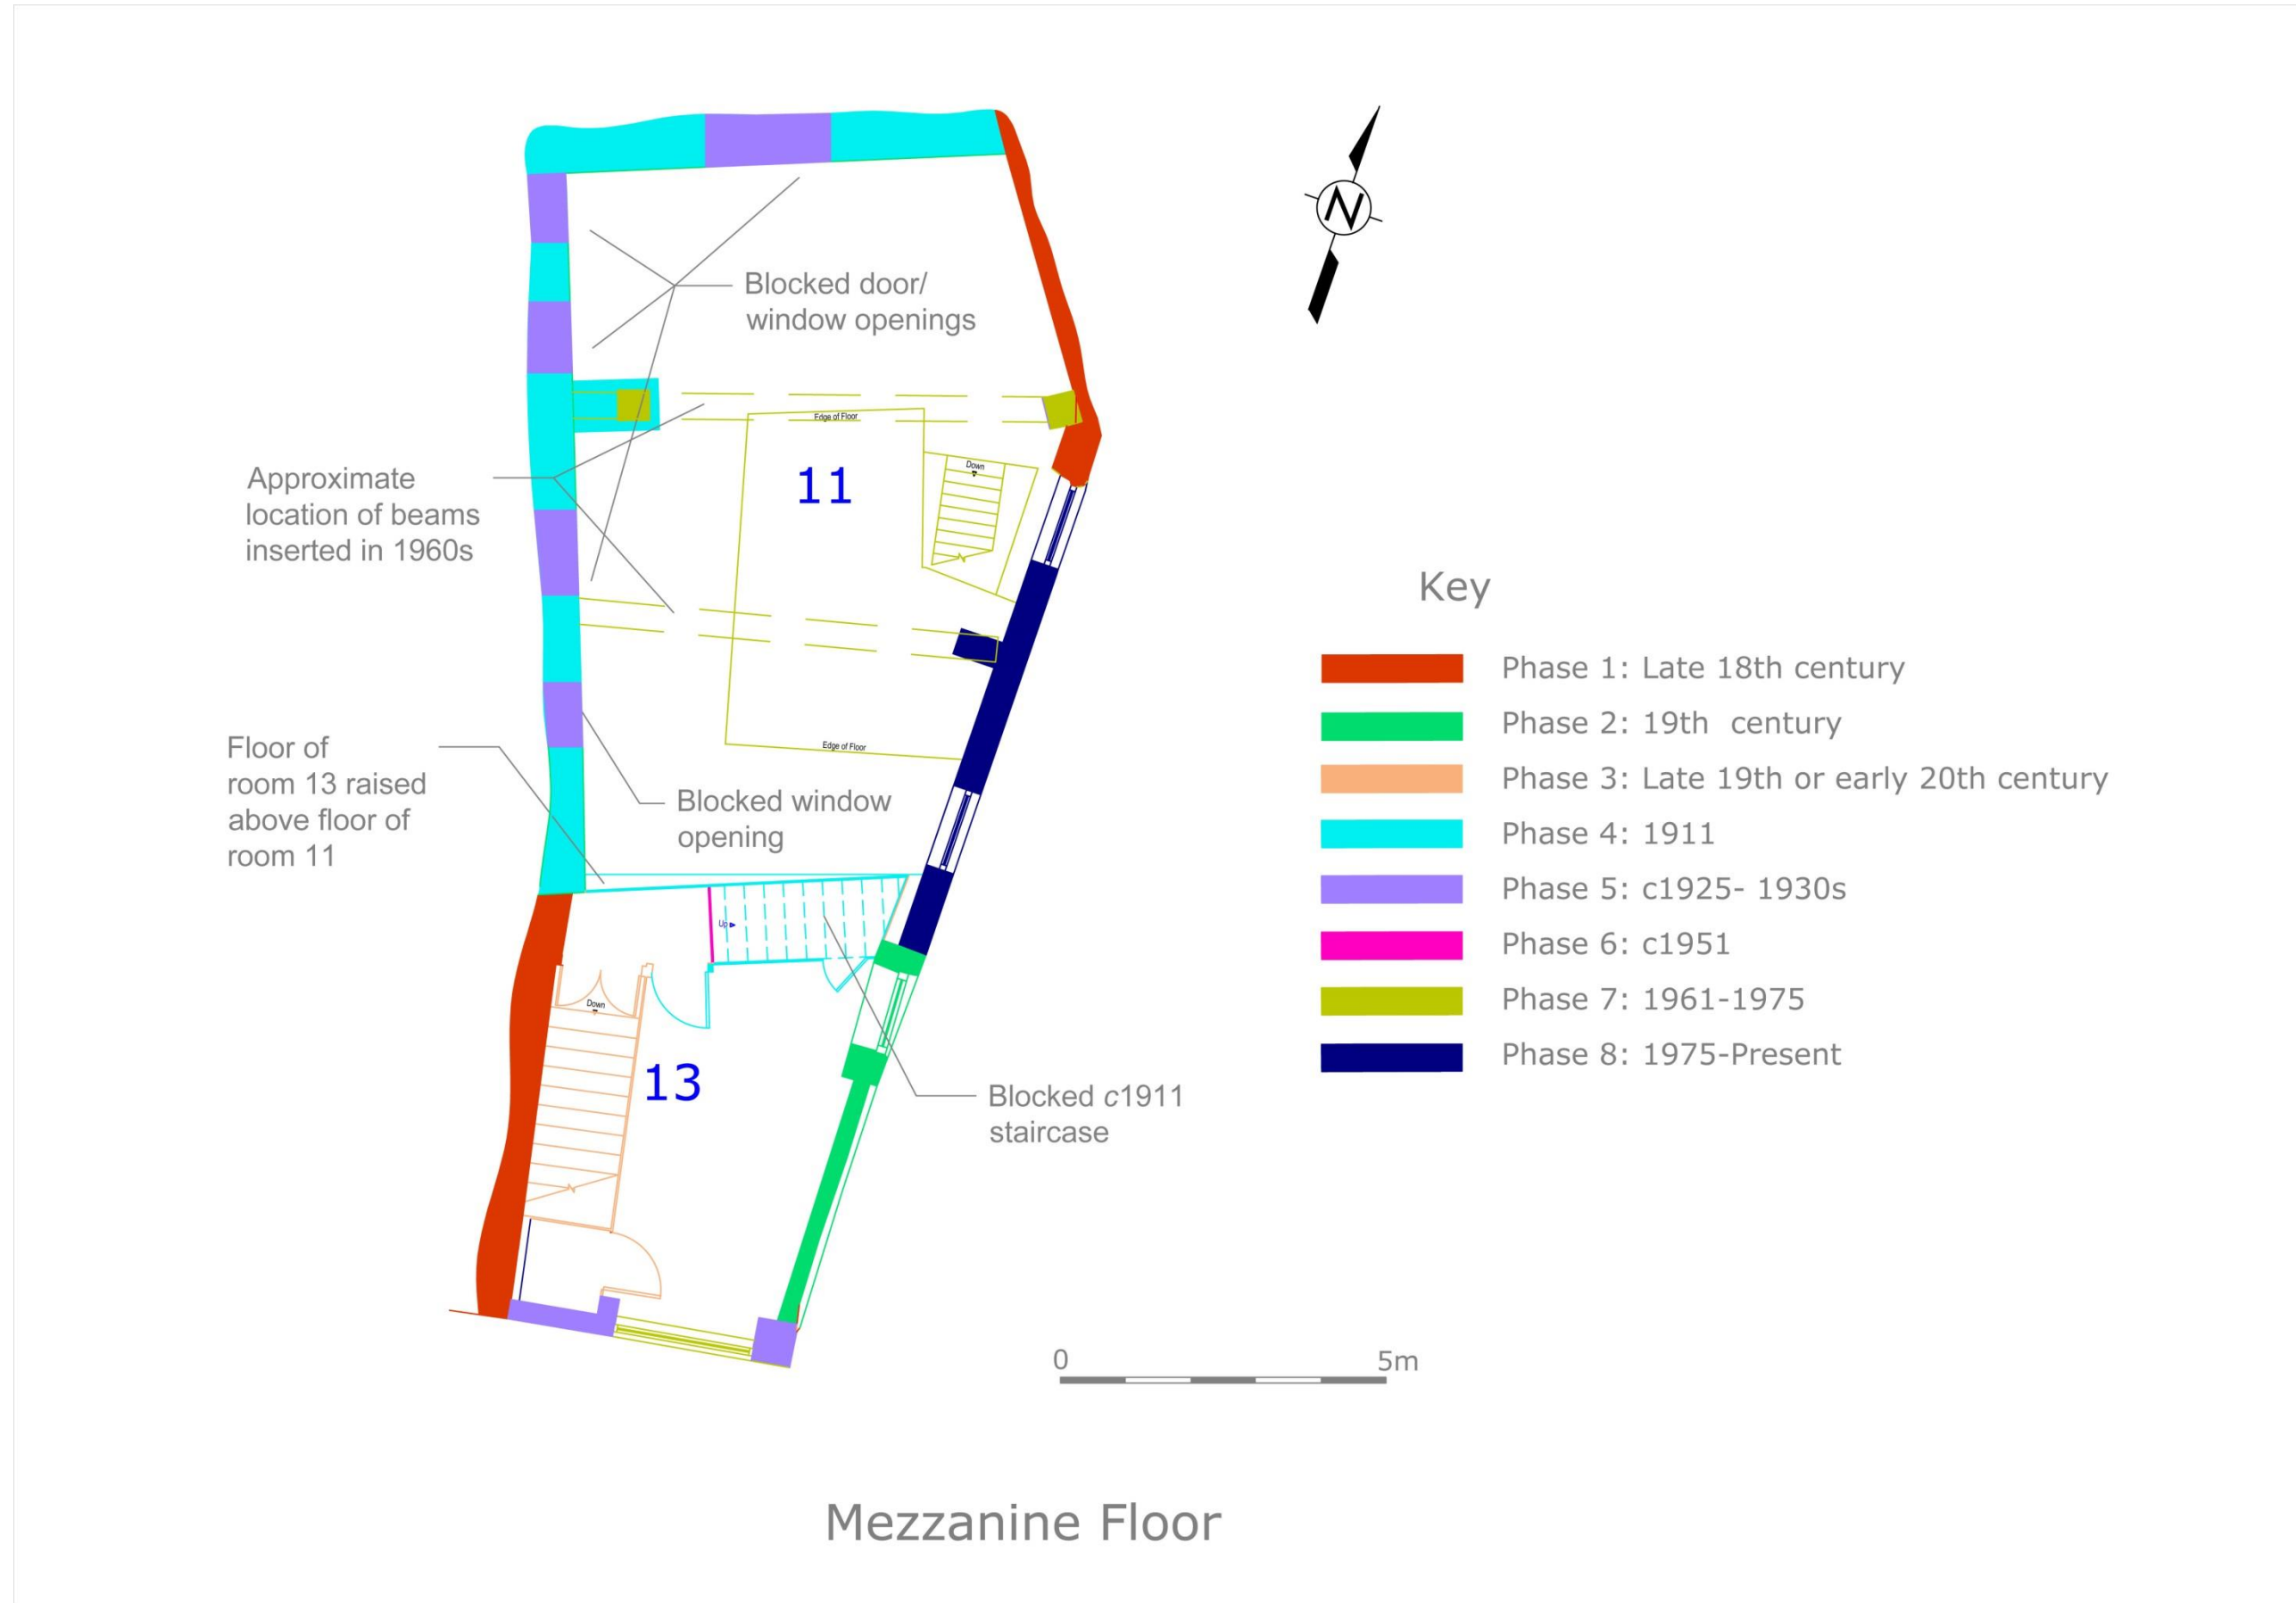 N
Blocked door/
window openings
Edge of Floor
11
Down
Approximate
location of beams
inserted in 1960s
Edge of Floor
Floor of
room 13 raised
above floor of
room 11
Blocked window
opening
Up
Down
13
Blocked c1911
staircase
Key
Phase 1: Late 18th century
Phase 2: 19th  century
Phase 3: Late 19th or early 20th century
Phase 4: 1911
Phase 5: c1925- 1930s
Phase 6: c1951
Phase 7: 1961-1975
Phase 8: 1975-Present
0 5m
Mezzanine Floor